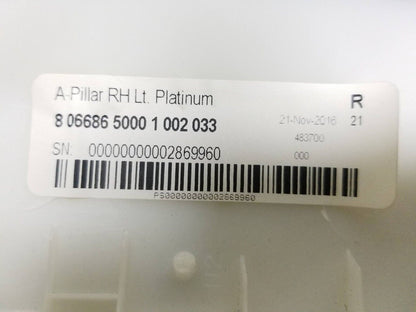 A-Pillar RH Lt. Platinum R
8 06686 5000 1 002 033 21-Nov-2016 21
483700
SN: 00000000002869960 000
PS00000000002869960